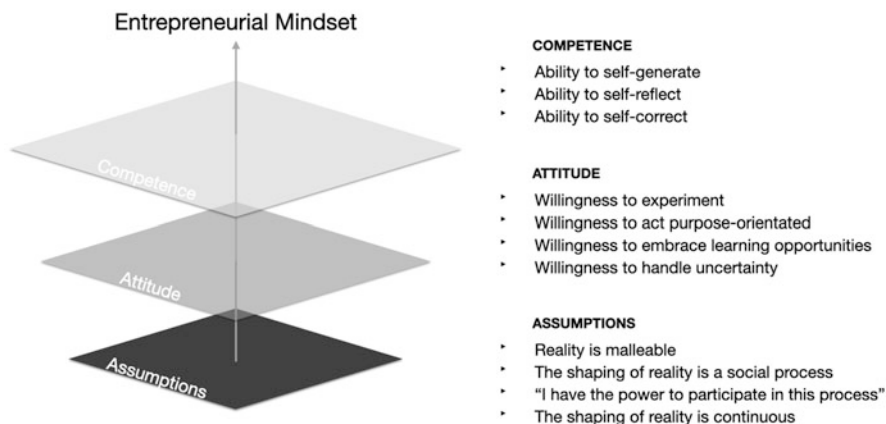 Entrepreneurial Mindset
Competence
Attitude
Assumptions
COMPETENCE
‣ Ability to self-generate
‣ Ability to self-reflect
‣ Ability to self-correct
ATTITUDE
‣ Willingness to experiment
‣ Willingness to act purpose-orientated
‣ Willingness to embrace learning opportunities
‣ Willingness to handle uncertainty
ASSUMPTIONS
‣ Reality is malleable
‣ The shaping of reality is a social process
‣ “I have the power to participate in this process”
‣ The shaping of reality is continuous